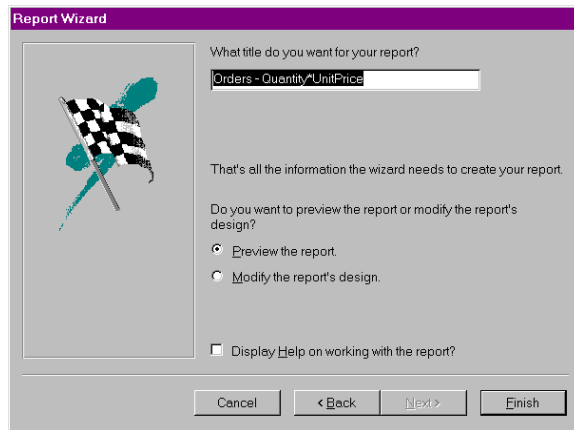 Report Wizard
What title do you want for your report?
Orders - Quantity*UnitPrice
That's all the information the wizard needs to create your report.
Do you want to preview the report or modify the report's
design?
Preview the report.
Modify the report's design.
Display Help on working with the report?
Cancel < Back Next > Finish